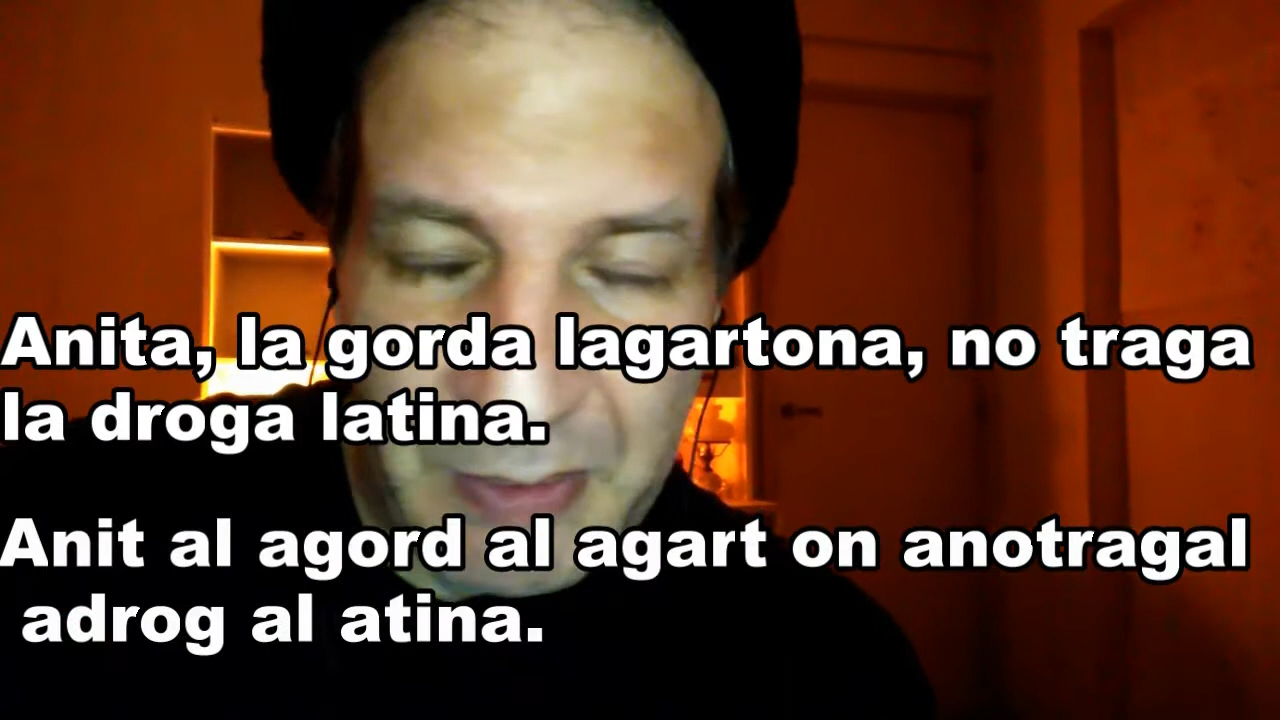 Anita, la gorda lagartona, no traga
la droga latina.
Anit al agord al agart on anotragal
adrog al atina.